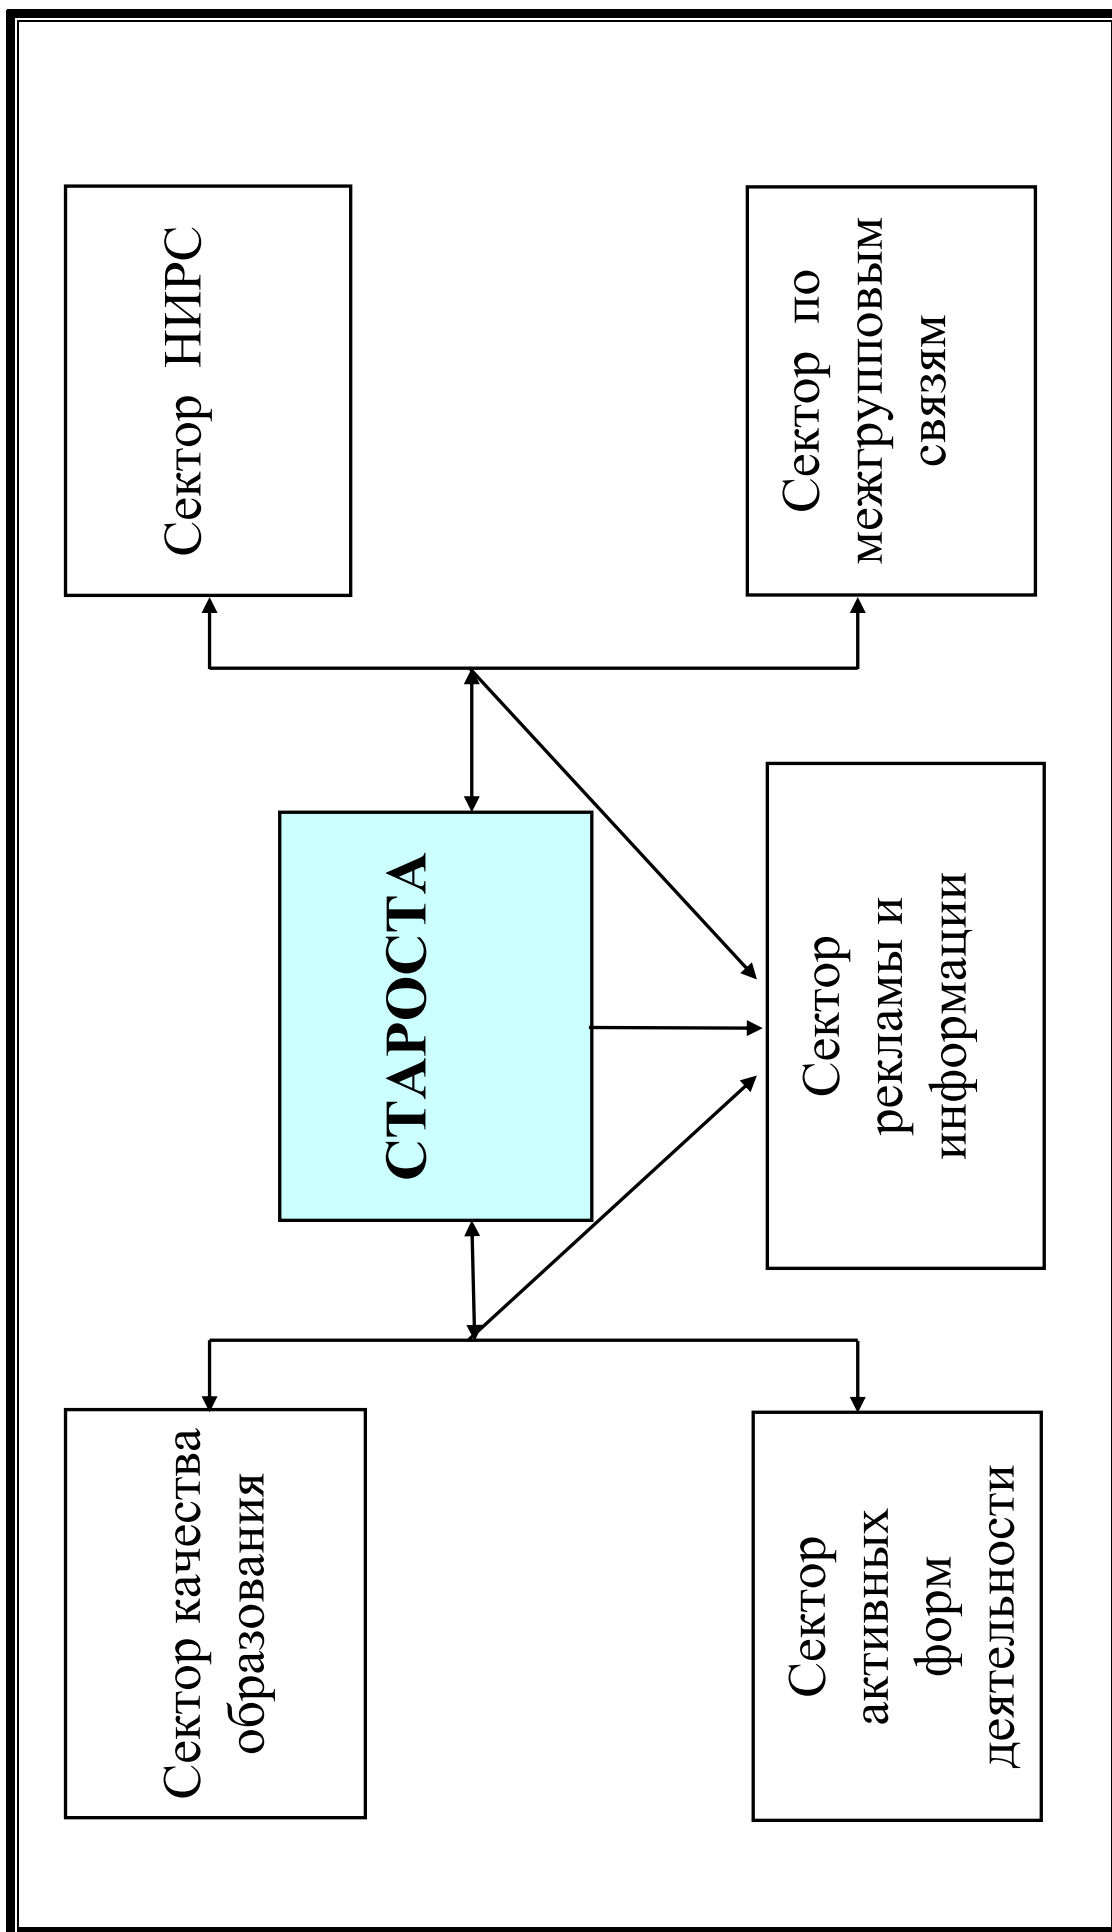 Сектор качества
образования
Сектор НИРС
СТАРОСТА
Сектор
активных
форм
деятельности
Сектор
рекламы и
информации
Сектор по
межгрупповым
связям